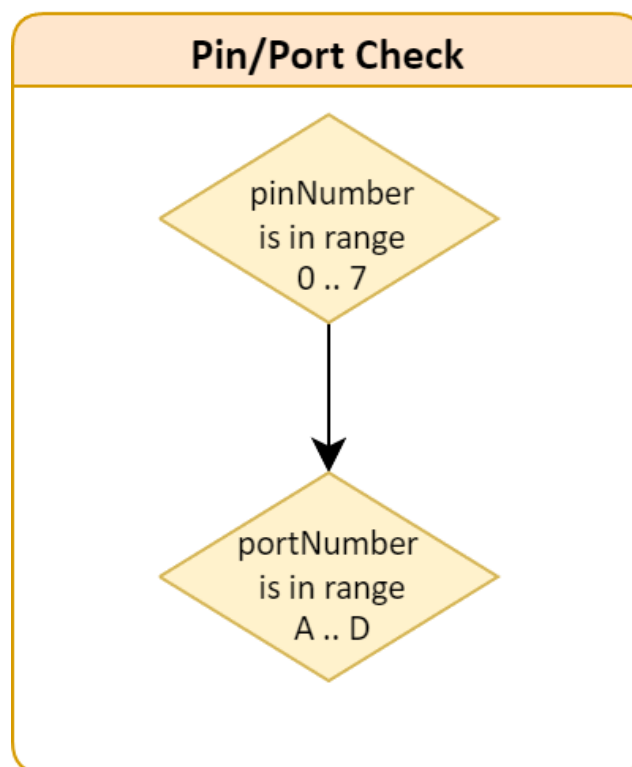 Pin/Port Check
pinNumber
is in range
0 .. 7
portNumber
is in range
A .. D